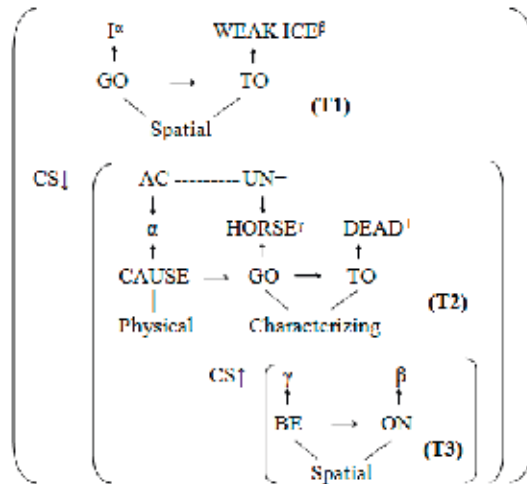 Iα WEAK ICEβ
GO → TO
(T1)
Spatial
CS↓ AC ---------- UN−
α HORSEγ DEAD
CAUSE → GO → TO
(T2)
Physical Characterizing
CS↑ γ β
BE → ON
(T3)
Spatial